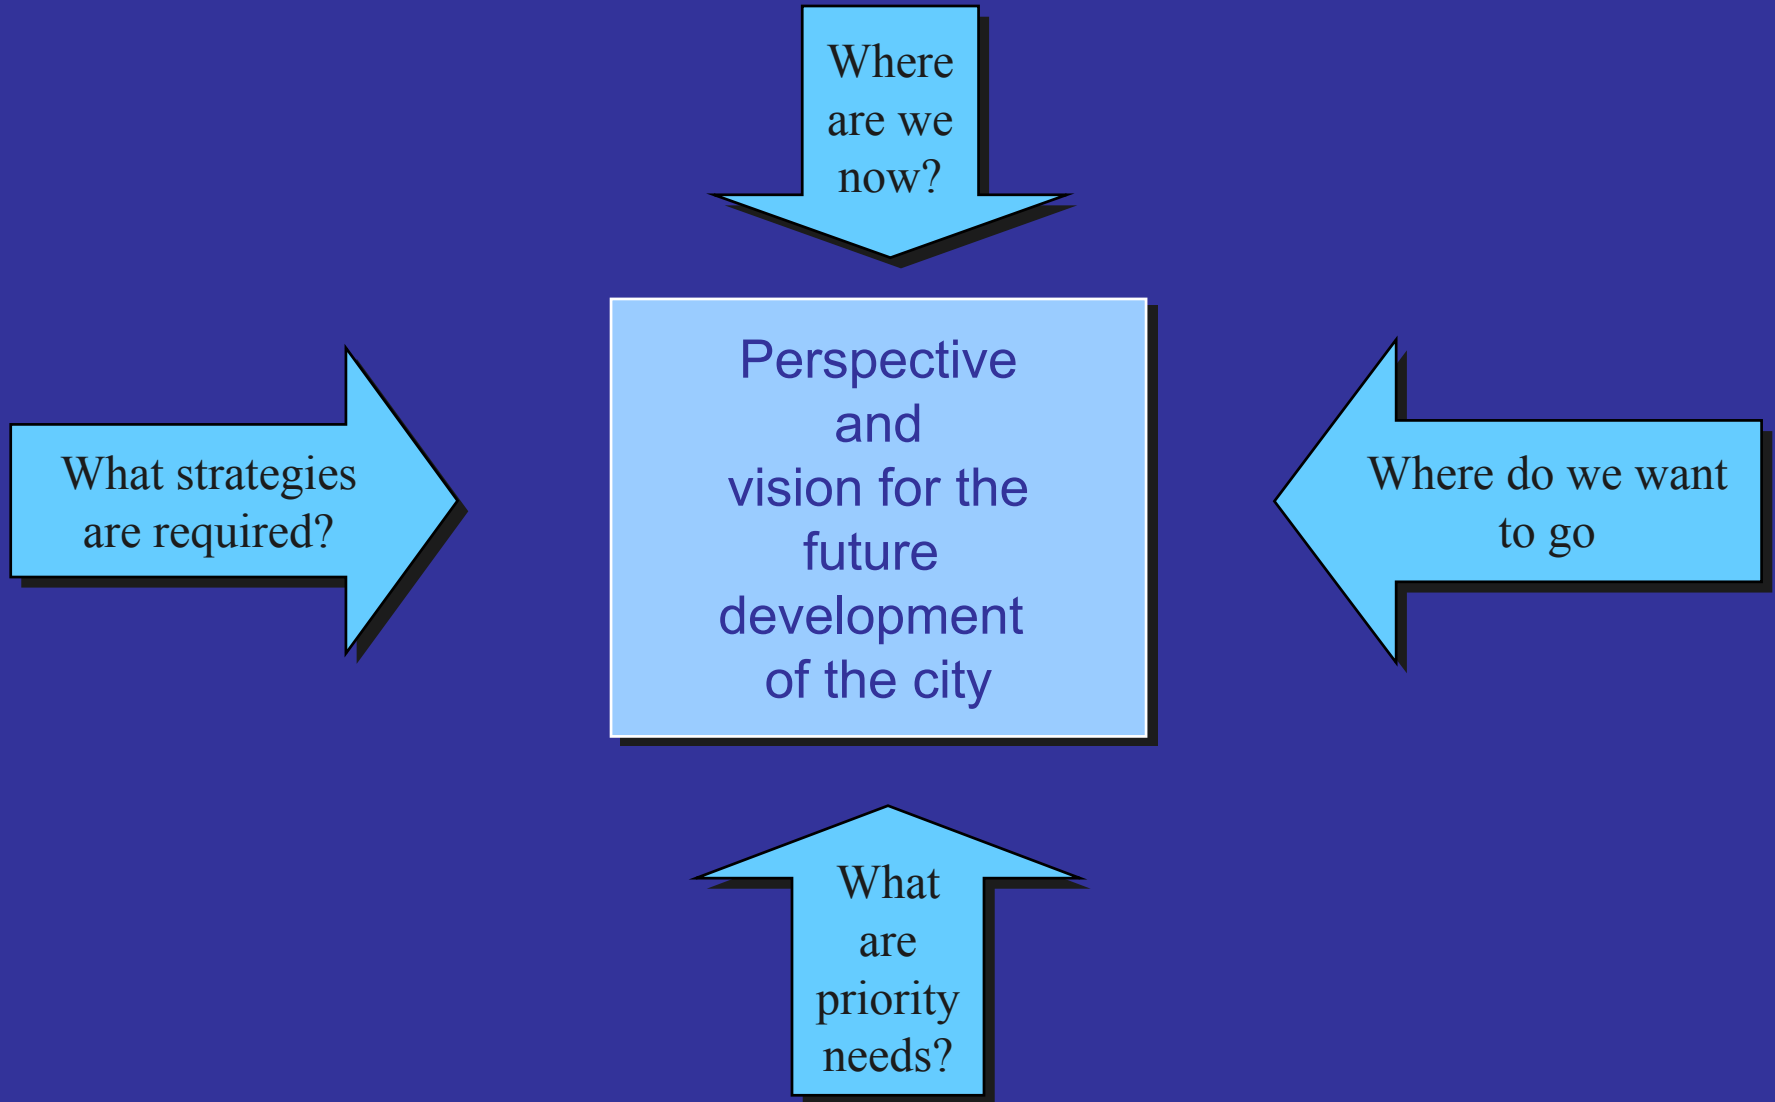 Where
are we
now?
What strategies
are required?
Perspective
and
vision for the
future
development
of the city
Where do we want
to go
What
are
priority
needs?